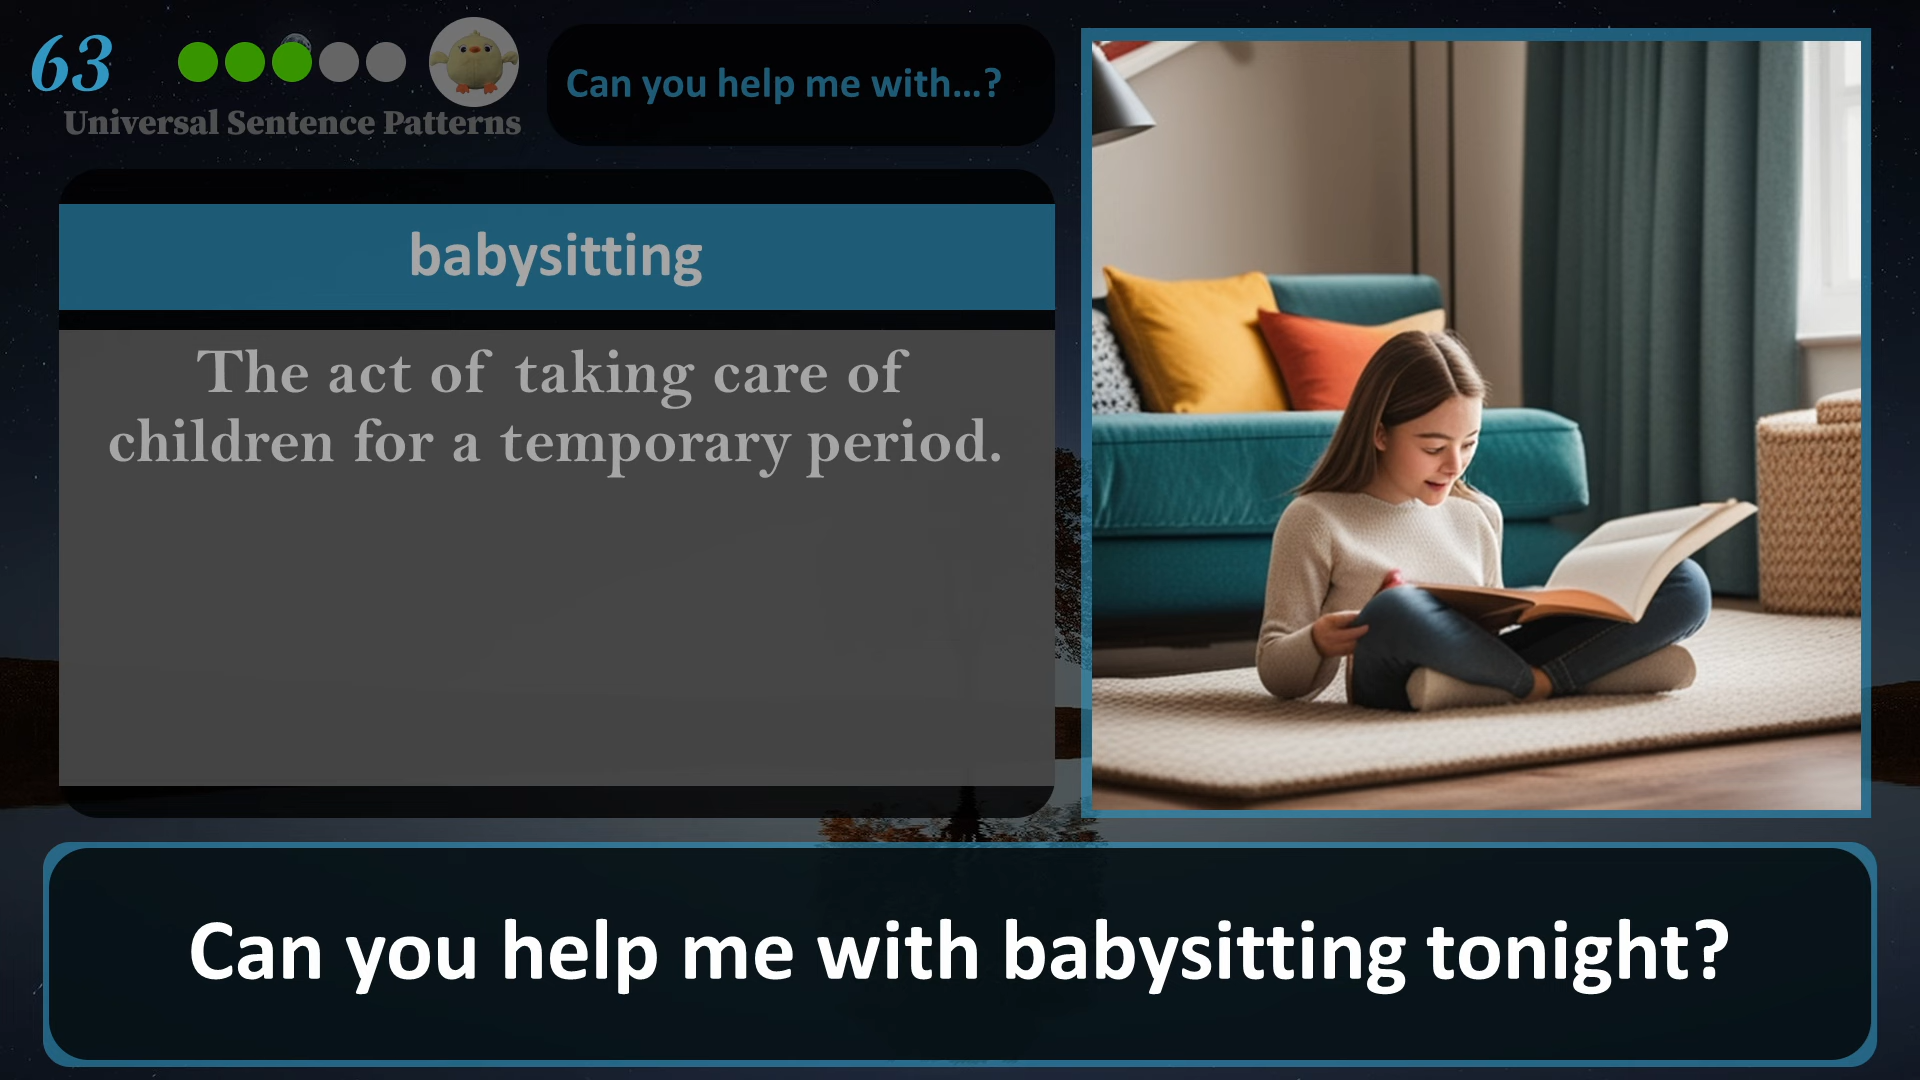 63
Universal Sentence Patterns
Can you help me with...?
babysitting
The act of taking care of
children for a temporary period.
Can you help me with babysitting tonight?